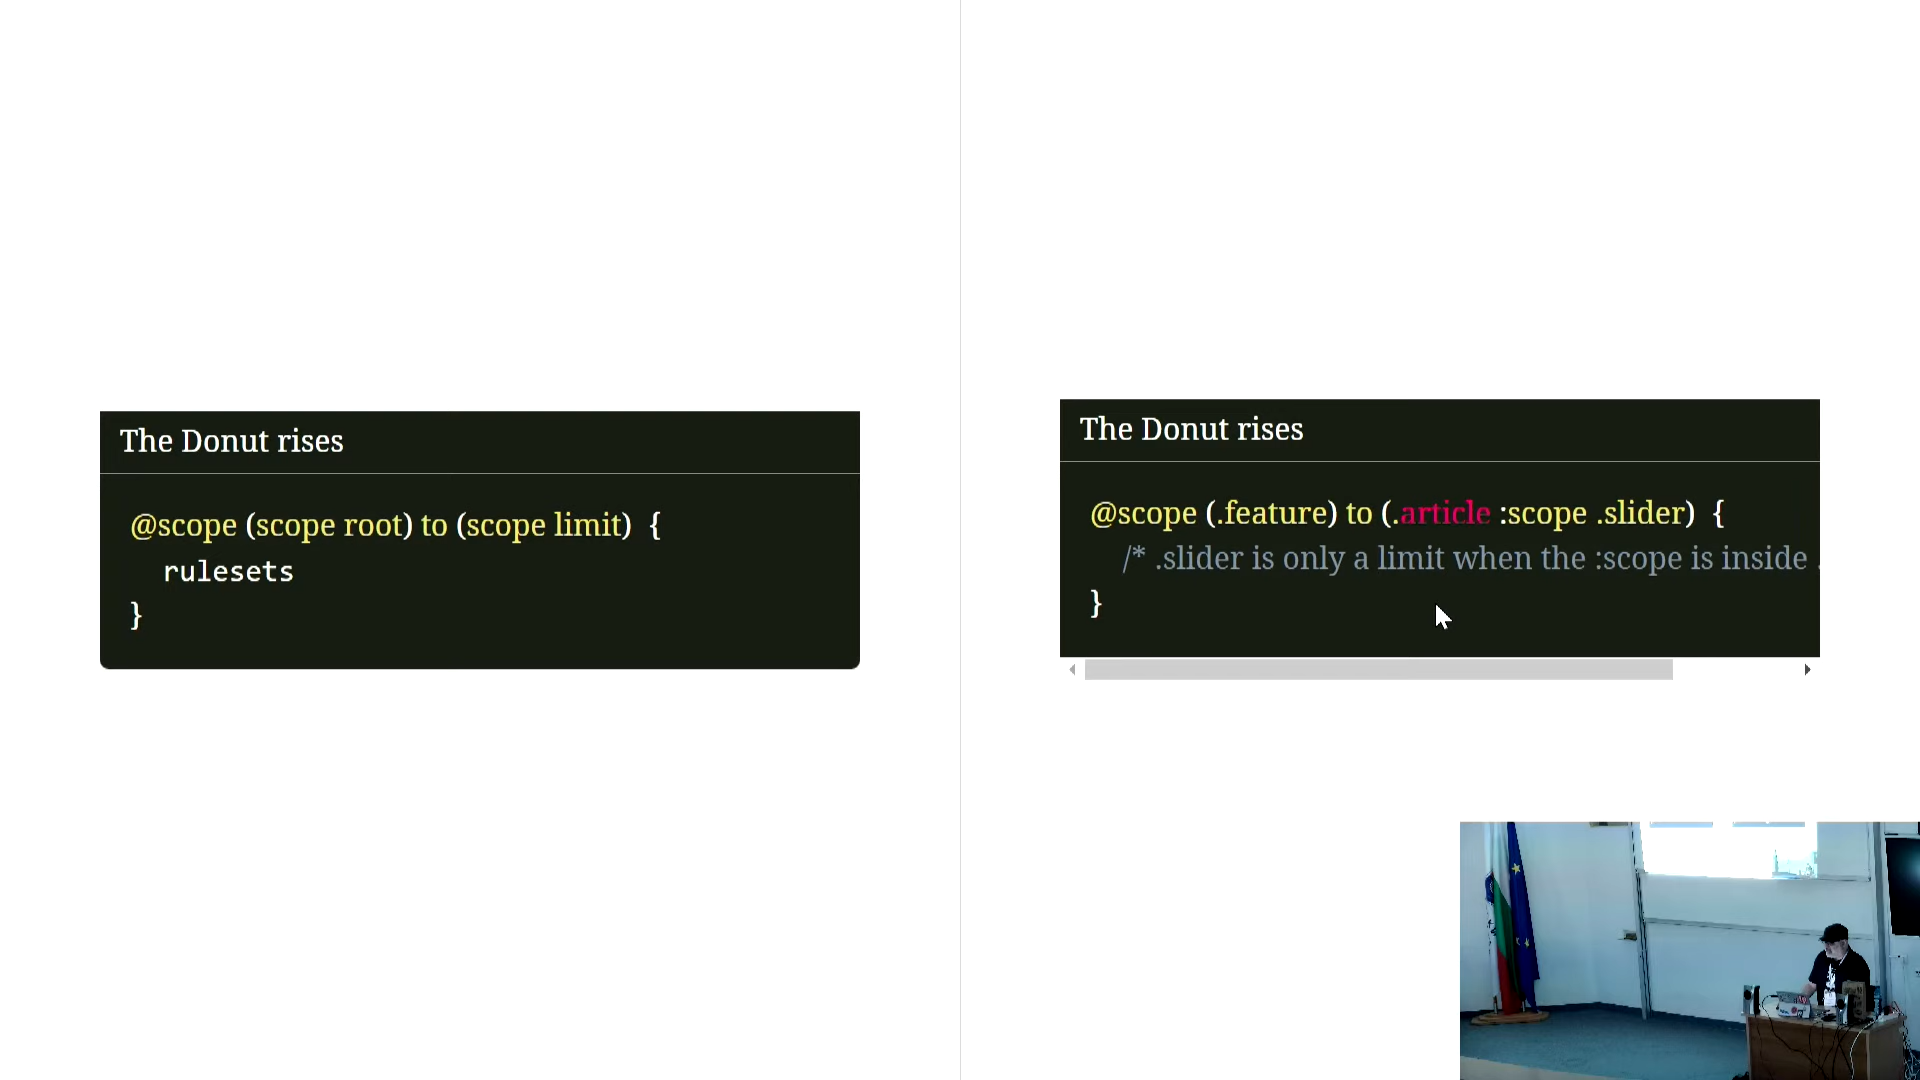 The Donut rises
@scope (scope root) to (scope limit) {
rulesets
}
The Donut rises
@scope (.feature) to (.article :scope .slider) {
/* .slider is only a limit when the :scope is inside .
}